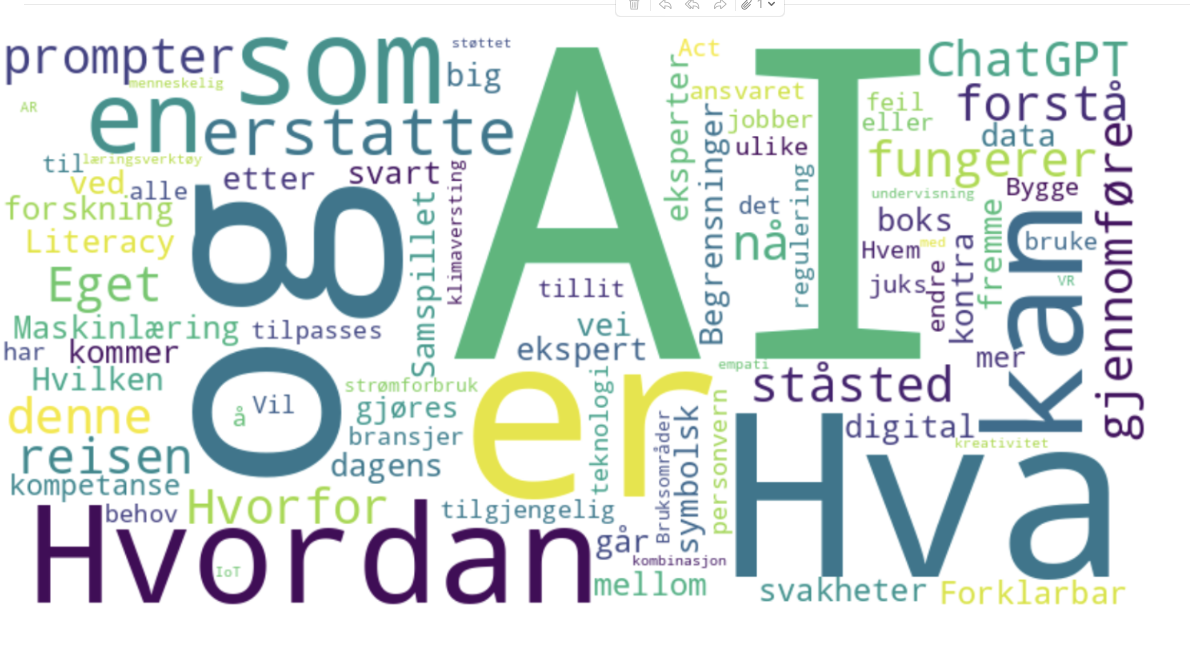 1
prompter
som
støttet
menneskelig
big
AR
en
erstatte
til
læringsverktøy
ved
alle
etter
svart
forskning
Literacy
Eget
og
Samspillet
klimaversting
Maskinlæring
tilpasses
har
kommer
Hvilken
strømforbruk
denne
å
Vil
gjøres
bransjer
reisen
dagens
kompetanse
behov
Hvorfor
tilgjengelig
Hvordan
IoT
AI
Act
eksperter
ansvaret
jobber
ulike
Begrensninger
det
regulering
nå
tillit
vei
ekspert
empati
er
teknologi
Bruksområder
symbolsk
personvern
går
kombinasjon
mellom
ChatGPT
feil
eller
forstå
data
fungerer
undervisning
Bygge
boks
Hvem
med
juks
endre
kontra
fremme
bruke
VR
kan
gjennomføre
mer
ståsted
digital
kreativitet
Hva
svakheter
Forklarbar